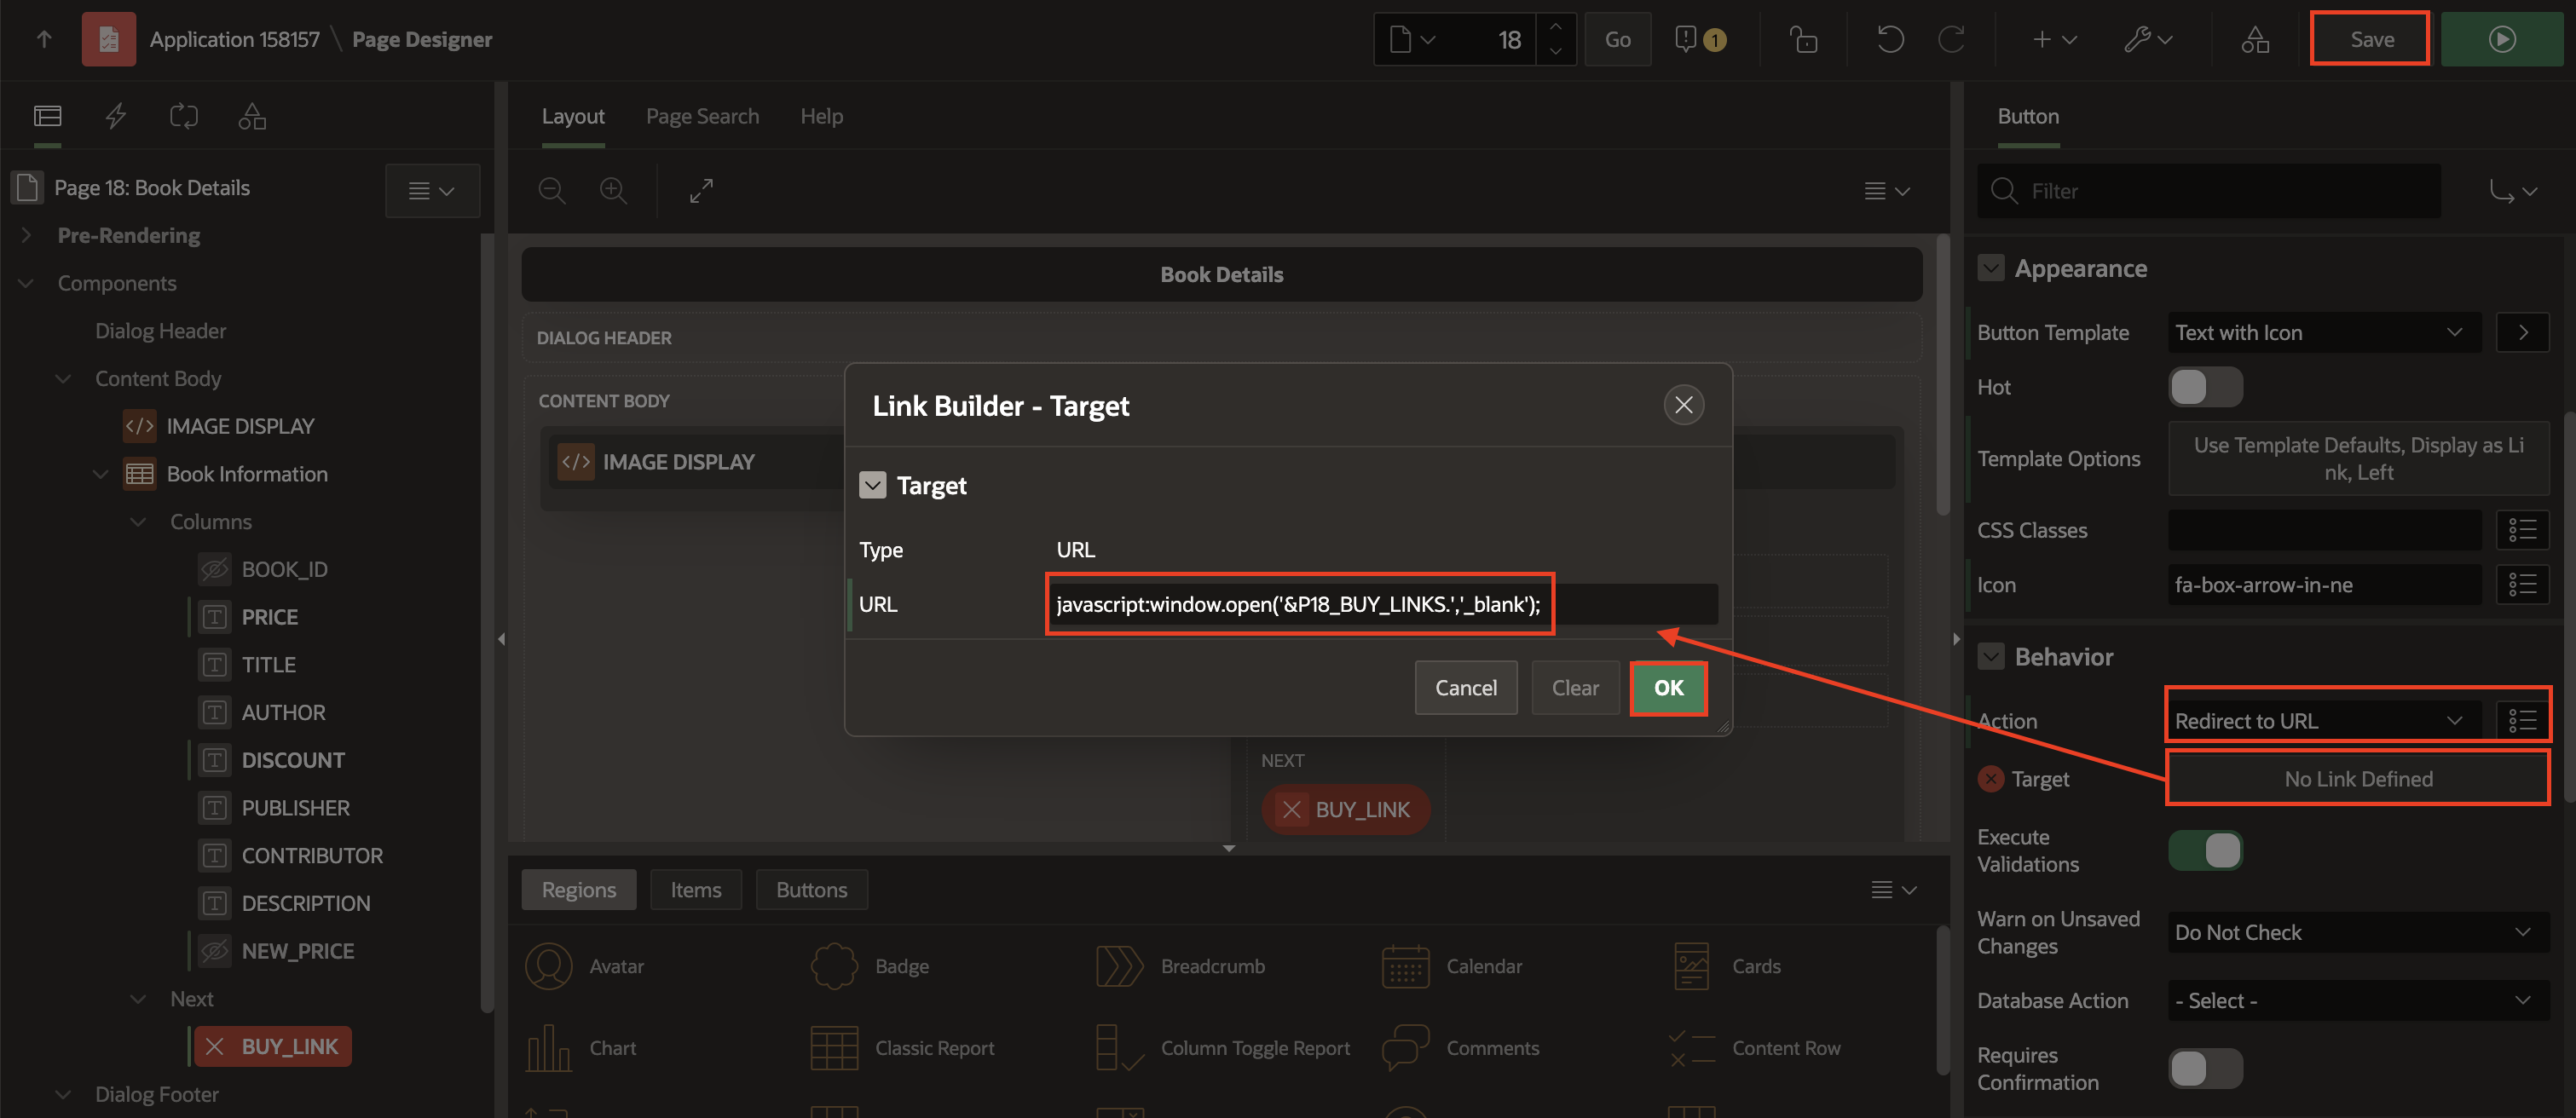 Application 158157 \ Page Designer
18
Go
1
Save
Page 18: Book Details
Pre-Rendering
Components
Dialog Header
Content Body
IMAGE DISPLAY
Book Information
Columns
BOOK_ID
PRICE
TITLE
AUTHOR
DISCOUNT
PUBLISHER
CONTRIBUTOR
DESCRIPTION
NEW_PRICE
Next
BUY_LINK
Dialog Footer
Layout Page Search Help
Book Details
DIALOG HEADER
CONTENT BODY
IMAGE DISPLAY
Link Builder - Target
Target
Type URL
URL javascript:window.open('&P18_BUY_LINKS.','_blank');
Cancel Clear OK
NEXT
BUY_LINK
Regions Items Buttons
Avatar Badge Breadcrumb Calendar Cards
Chart Classic Report Column Toggle Report Comments Content Row
Button
Filter
Appearance
Button Template Text with Icon
Hot
Template Options Use Template Defaults, Display as Li
nk, Left
CSS Classes
Icon fa-box-arrow-in-ne
Behavior
Action Redirect to URL
Target No Link Defined
Execute
Validations
Warn on Unsaved
Changes
Do Not Check
Database Action - Select -
Requires
Confirmation